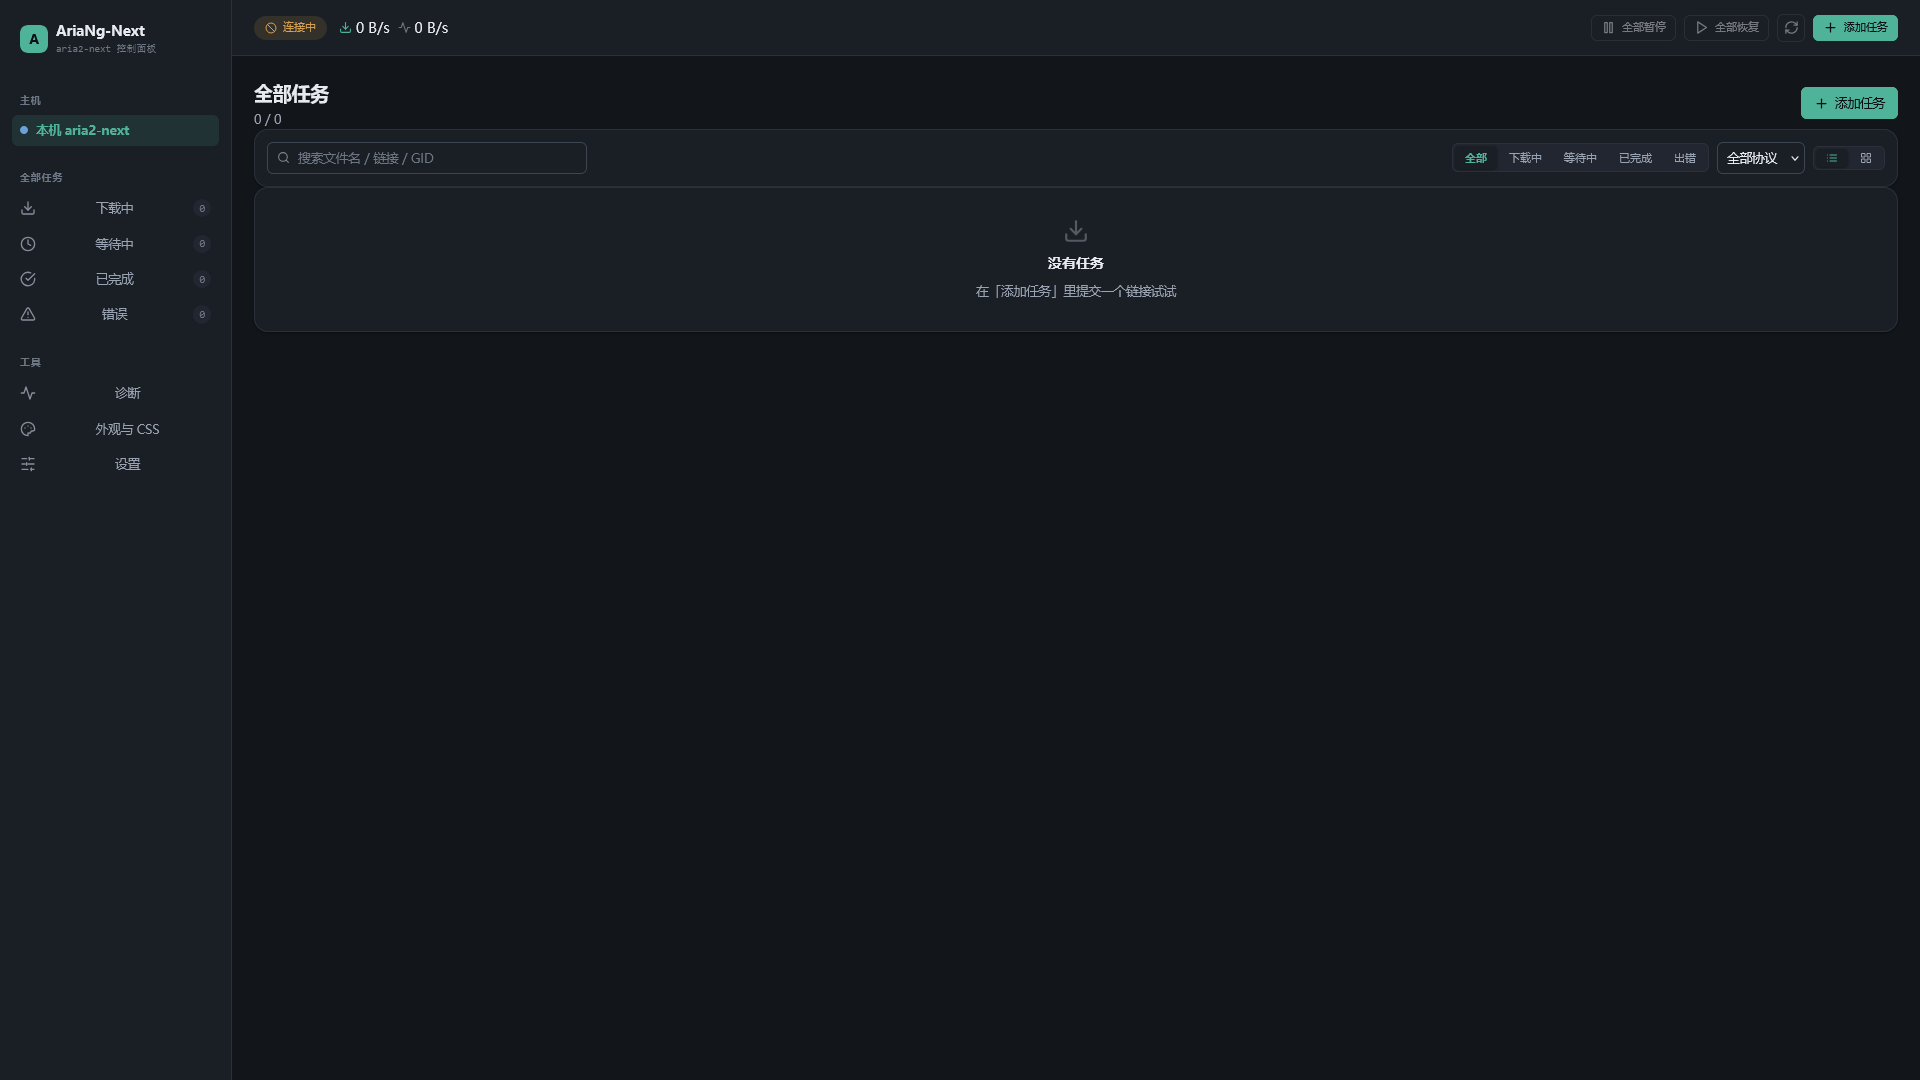 A
AriaNg-Next
aria2-next 控制面板
主机
本机 aria2-next
全部任务
下载中 0
等待中 0
已完成 0
错误 0
工具
诊断
外观与 CSS
设置
连接中 0 B/s 0 B/s
全部暂停 全部恢复 添加任务
全部任务
0 / 0
添加任务
搜索文件名 / 链接 / GID
全部 下载中 等待中 已完成 出错 全部协议
没有任务
在「添加任务」里提交一个链接试试